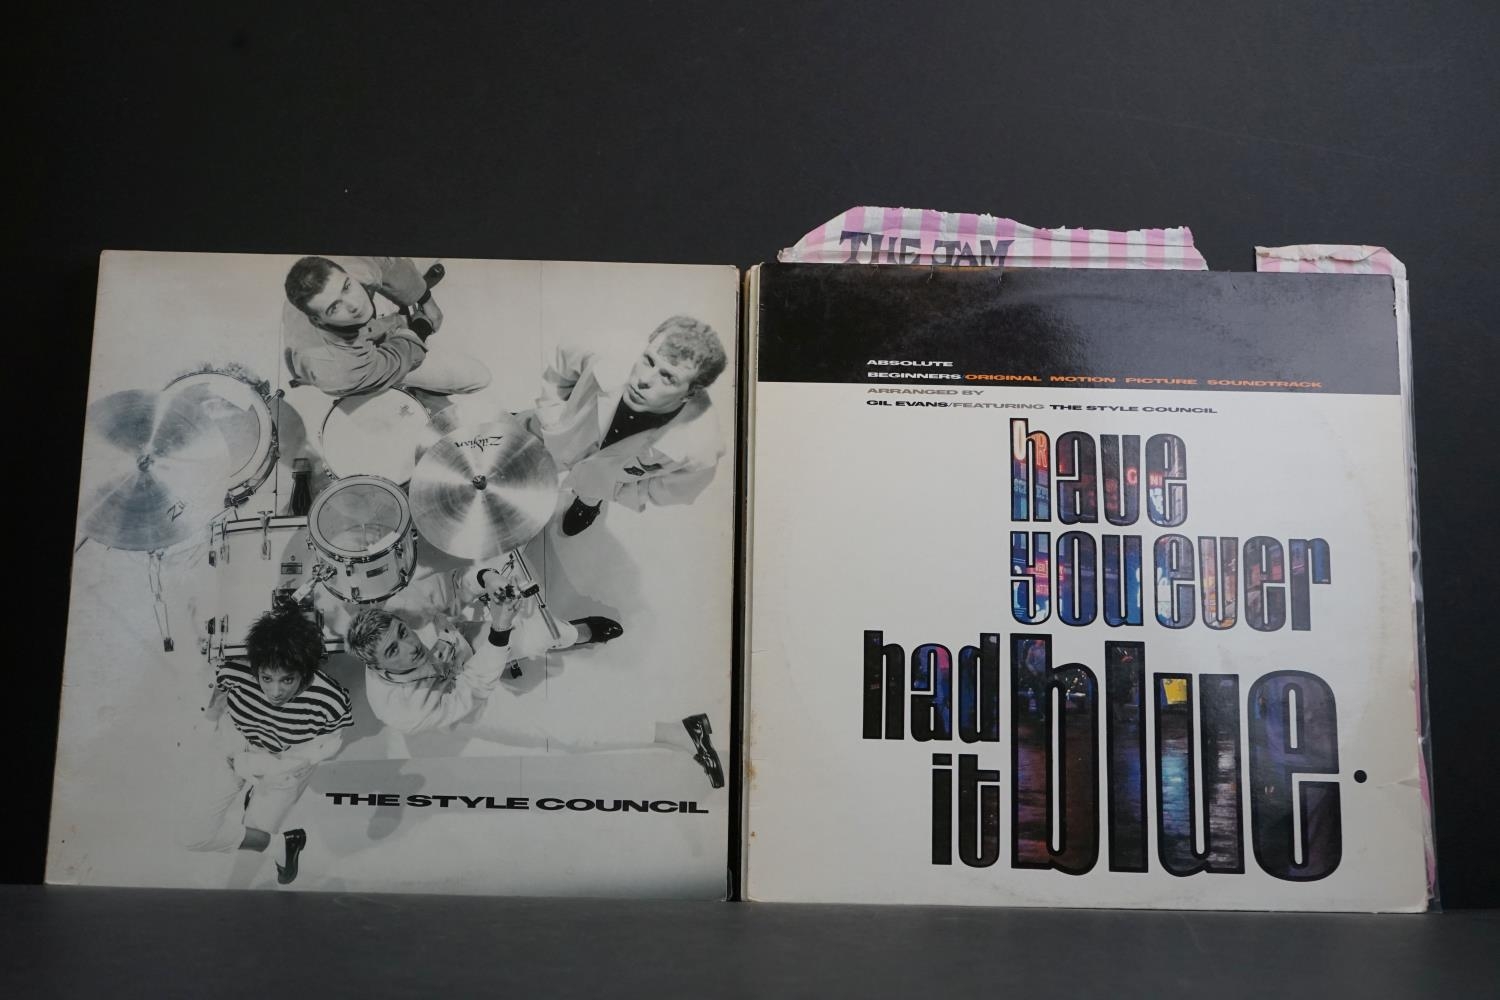 THE JAM
Zildjian
Zil
THE STYLE COUNCIL
ABSOLUTE
BEGINNERS/ORIGINAL MOTION PICTURE SOUNDTRACK
ARRANGED BY
GIL EVANS/FEATURING THE STYLE COUNCIL
have
you ever
had
it
blue